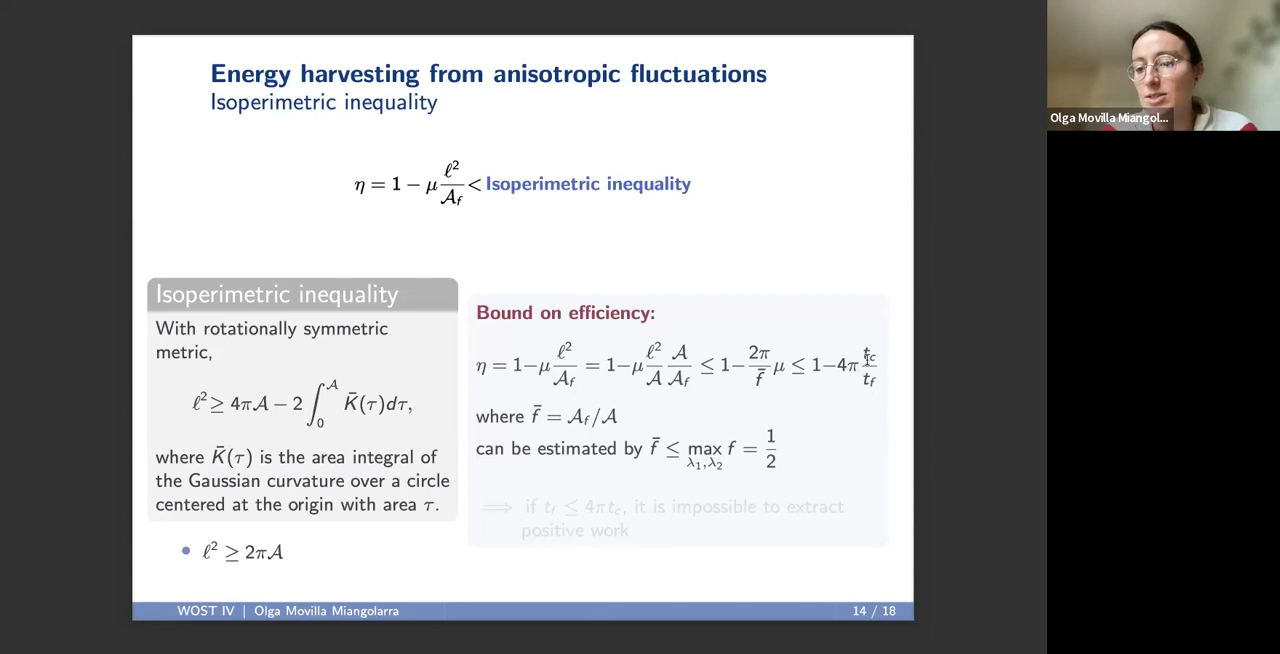 Energy harvesting from anisotropic fluctuations
Isoperimetric inequality
η = 1 − μ ℓ²/𝒜_f < Isoperimetric inequality
Isoperimetric inequality
With rotationally symmetric
metric,
ℓ² ≥ 4π𝒜 − 2 ∫₀^𝒜 K̄(τ)dτ,
where K̄(τ) is the area integral of
the Gaussian curvature over a circle
centered at the origin with area τ.
• ℓ² ≥ 2π𝒜
Bound on efficiency:
η = 1−μ ℓ²/𝒜_f = 1−μ ℓ²/𝒜 𝒜/𝒜_f ≤ 1− 2π/f̄ μ ≤ 1−4π t_c/t_f
where f̄ = 𝒜_f/𝒜
can be estimated by f̄ ≤ max_{λ₁,λ₂} f = 1/2
⟹ if t_f ≤ 4πt_c, it is impossible to extract
positive work
WOST IV | Olga Movilla Miangolarra
14 / 18
Olga Movilla Miangol...